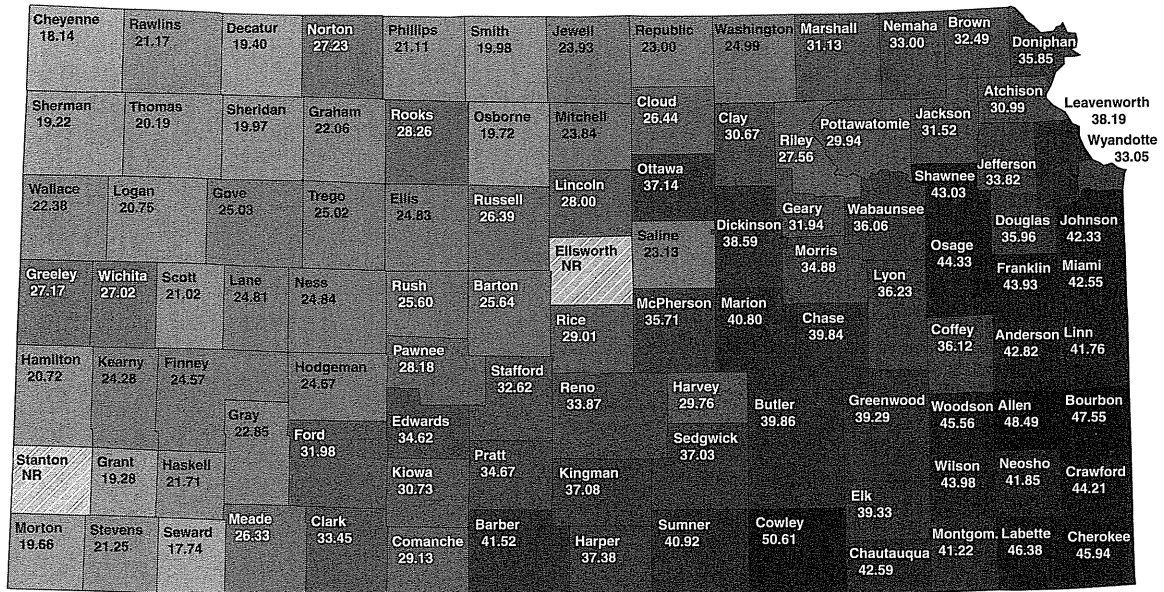 Cheyenne
18.14
Rawlins
21.17
Decatur
19.40
Norton
27.23
Phillips
21.11
Smith
19.98
Jewell
23.93
Republic
23.00
Washington
24.99
Marshall
31.13
Nemaha
33.00
Brown
32.49
Doniphan
35.85
Sherman
19.22
Thomas
20.19
Sheridan
19.97
Graham
22.06
Rooks
28.26
Osborne
19.72
Mitchell
23.84
Cloud
26.44
Clay
30.67
Riley
27.56
Pottawatomie
29.94
Jackson
31.52
Atchison
30.99
Leavenworth
38.19
Wyandotte
33.05
Jefferson
33.82
Ottawa
37.14
Shawnee
43.03
Wallace
22.38
Logan
20.75
Gove
25.03
Trego
25.02
Ellis
24.83
Russell
26.39
Lincoln
28.00
Saline
23.13
Dickinson
38.59
Geary
31.94
Wabaunsee
36.06
Morris
34.88
Osage
44.33
Douglas
35.96
Johnson
42.33
Ellsworth
NR
Greeley
27.17
Wichita
27.02
Scott
21.02
Lane
24.81
Ness
24.84
Rush
25.60
Barton
25.64
Rice
29.01
McPherson
35.71
Marion
40.80
Chase
39.84
Lyon
36.23
Franklin
43.93
Miami
42.55
Coffey
36.12
Anderson
42.82
Linn
41.76
Hamilton
20.72
Kearny
24.28
Finney
24.57
Hodgeman
24.67
Pawnee
28.18
Stafford
32.62
Reno
33.87
Harvey
29.76
Butler
39.86
Greenwood
39.29
Woodson
45.56
Allen
48.49
Bourbon
47.55
Gray
22.85
Ford
31.98
Edwards
34.62
Sedgwick
37.03
Stanton
NR
Grant
19.28
Haskell
21.71
Kiowa
30.73
Pratt
34.67
Kingman
37.08
Elk
39.33
Wilson
43.98
Neosho
41.85
Crawford
44.21
Morton
19.66
Stevens
21.25
Seward
17.74
Meade
26.33
Clark
33.45
Comanche
29.13
Barber
41.52
Harper
37.38
Sumner
40.92
Cowley
50.61
Chautauqua
42.59
Montgom.
41.22
Labette
46.38
Cherokee
45.94